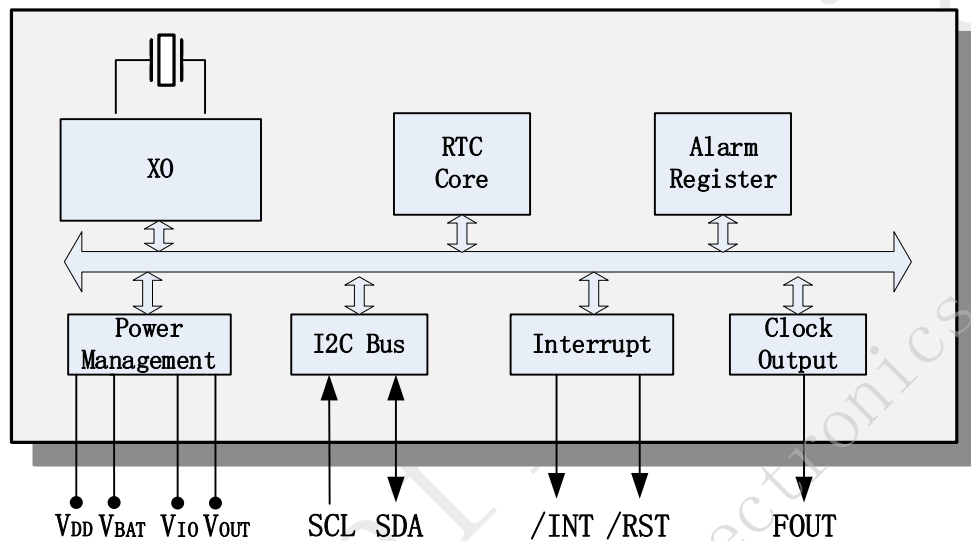 XO
RTC
Core
Alarm
Register
Power
Management
I2C Bus
Interrupt
Clock
Output
VDD VBAT VIO VOUT
SCL SDA
/INT /RST
FOUT